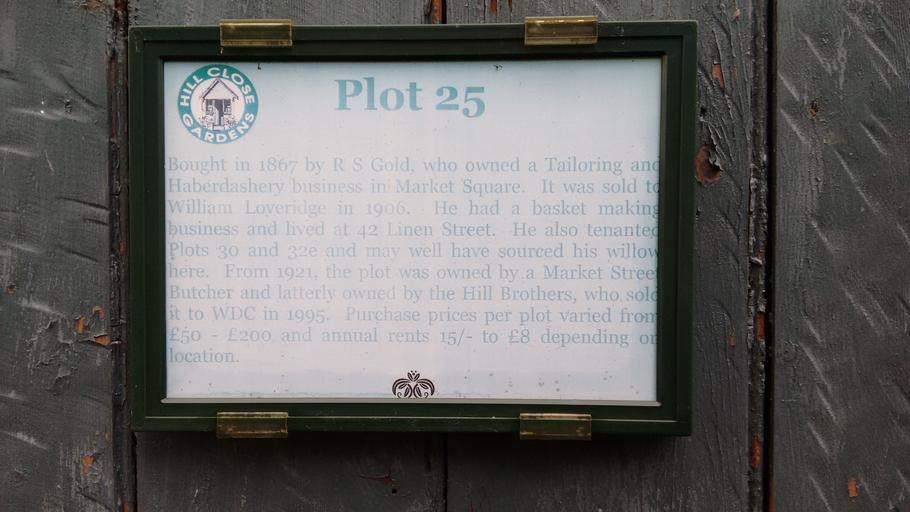 HILL CLOSE GARDENS
Plot 25
Bought in 1867 by R S Gold, who owned a Tailoring and
Haberdashery business in Market Square. It was sold to
William Loveridge in 1906. He had a basket making
business and lived at 42 Linen Street. He also tenanted
Plots 30 and 32e and may well have sourced his willow
here. From 1921, the plot was owned by a Market Street
Butcher and latterly owned by the Hill Brothers, who sold
it to WDC in 1995. Purchase prices per plot varied from
£50 - £200 and annual rents 15/- to £8 depending on
location.